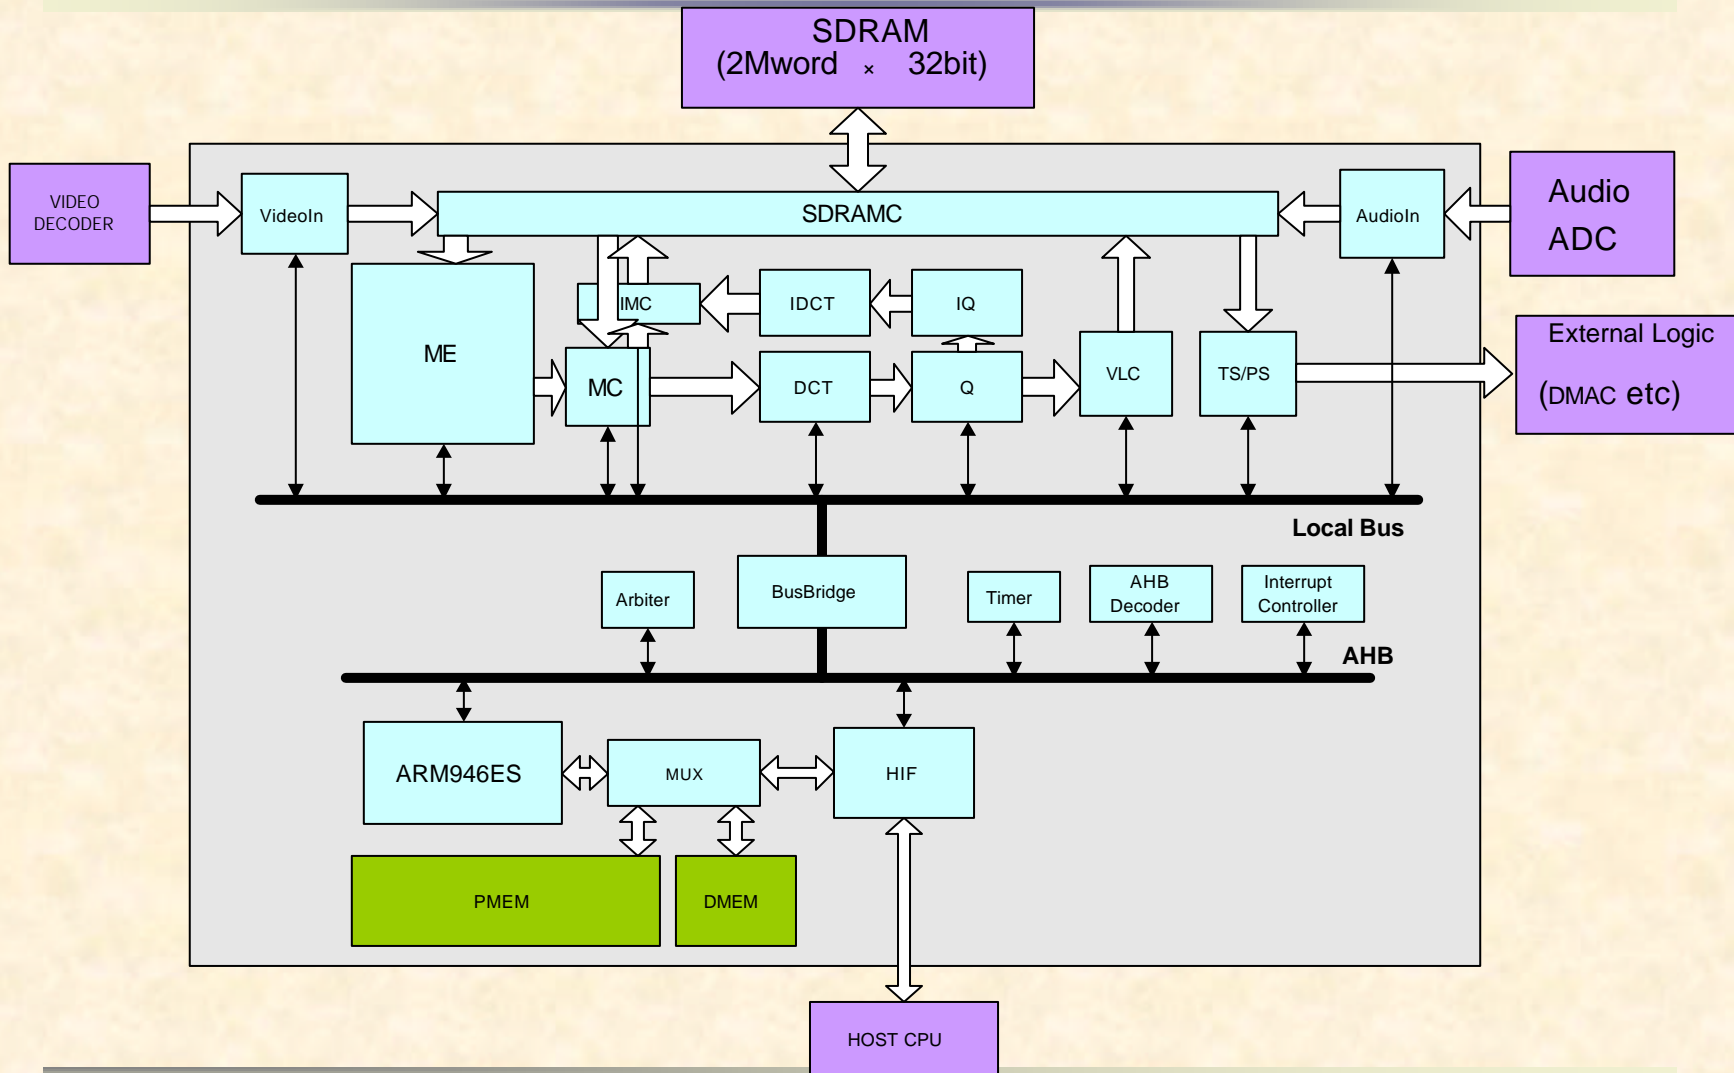 SDRAM
(2Mword × 32bit)
VIDEO
DECODER
VideoIn
SDRAMC
AudioIn
Audio
ADC
IMC
IDCT
IQ
External Logic
(DMAC etc)
ME
MC
DCT
Q
VLC
TS/PS
Local Bus
Arbiter
BusBridge
Timer
AHB
Decoder
Interrupt
Controller
AHB
ARM946ES
MUX
HIF
PMEM
DMEM
HOST CPU